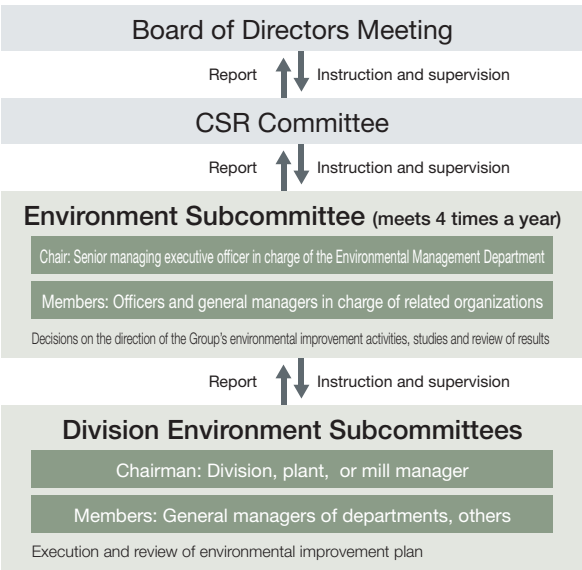 Board of Directors Meeting
Report Instruction and supervision
CSR Committee
Report Instruction and supervision
Environment Subcommittee (meets 4 times a year)
Chair: Senior managing executive officer in charge of the Environmental Management Department
Members: Officers and general managers in charge of related organizations
Decisions on the direction of the Group's environmental improvement activities, studies and review of results
Report Instruction and supervision
Division Environment Subcommittees
Chairman: Division, plant, or mill manager
Members: General managers of departments, others
Execution and review of environmental improvement plan